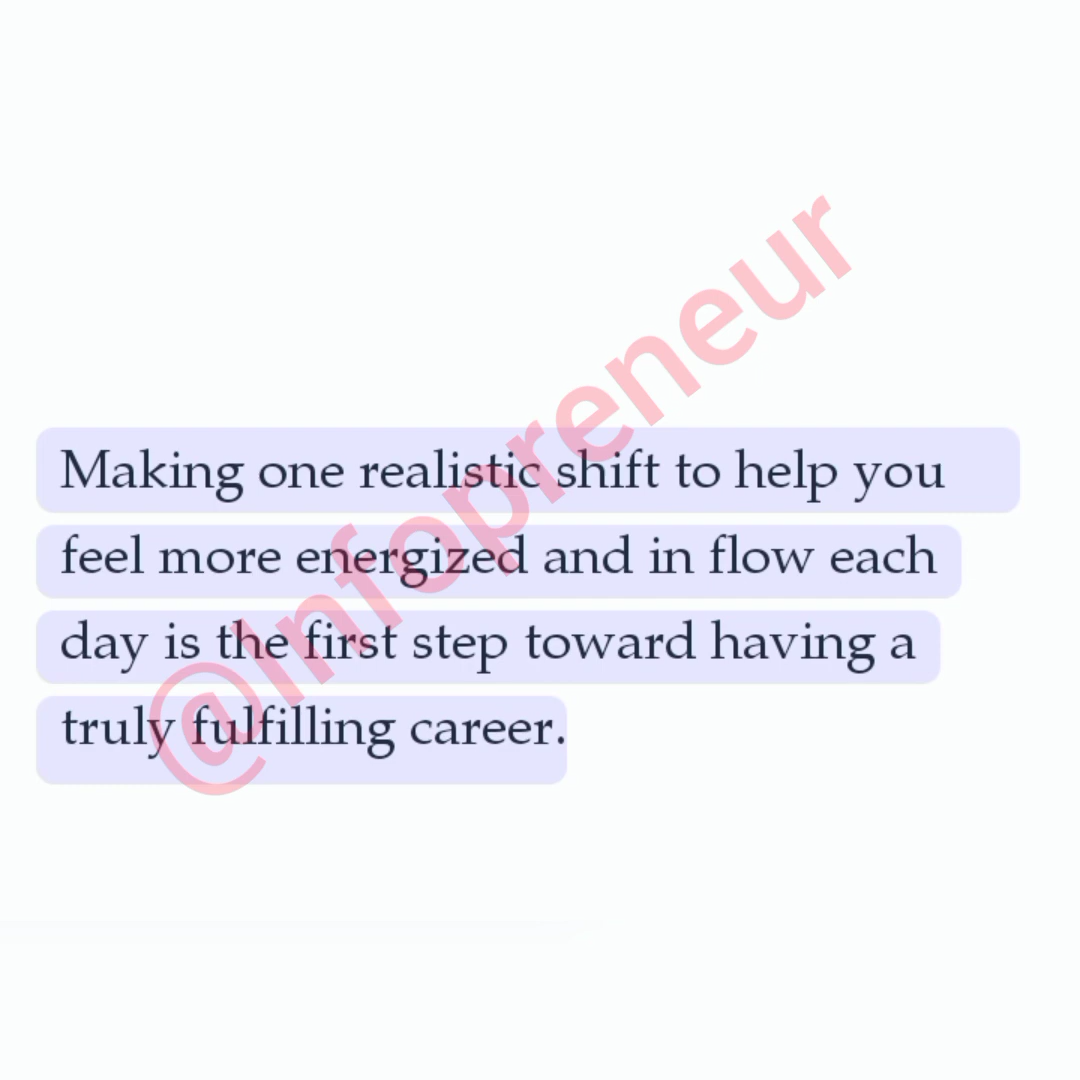 Making one realistic shift to help you
feel more energized and in flow each
day is the first step toward having a
truly fulfilling career.
@Infopreneur